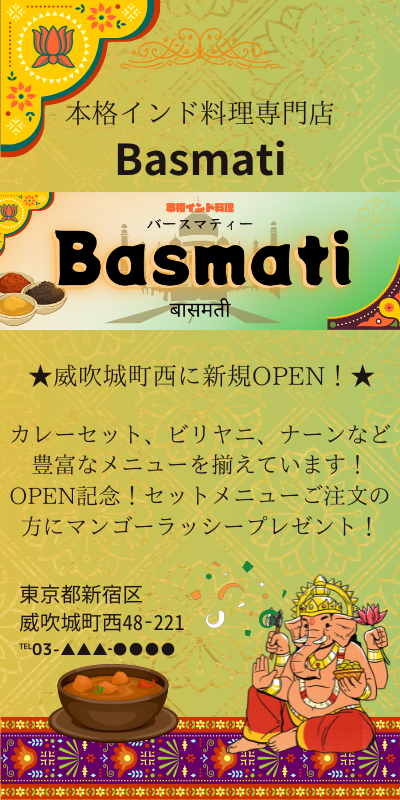 本格インド料理専門店
Basmati
本格インド料理
バースマティー
Basmati
बासमती
★威吹城町西に新規OPEN！★
カレーセット、ビリヤニ、ナーンなど
豊富なメニューを揃えています！
OPEN記念！セットメニューご注文の
方にマンゴーラッシープレゼント！
東京都新宿区
威吹城町西48-221
℡03-▲▲▲-●●●●